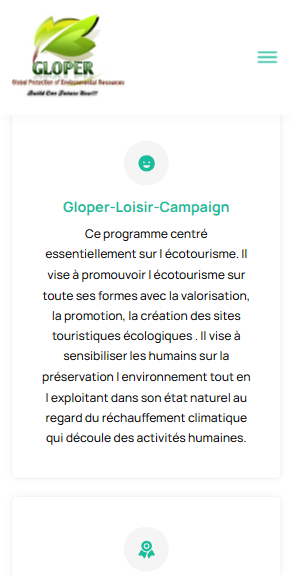 GLOPER
Global Protection of Environmental Resources
Build Our Future Now!!!
Gloper-Loisir-Campaign
Ce programme centré
essentiellement sur l écotourisme. Il
vise à promouvoir l écotourisme sur
toute ses formes avec la valorisation,
la promotion, la création des sites
touristiques écologiques . Il vise à
sensibiliser les humains sur la
préservation l environnement tout en
l exploitant dans son état naturel au
regard du réchauffement climatique
qui découle des activités humaines.